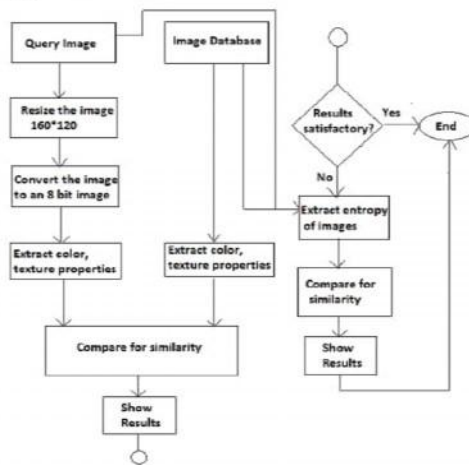 Query Image
Resize the image
160*120
Convert the image
to an 8 bit image
Extract color,
texture properties
Image Database
Extract color,
texture properties
Compare for similarity
Show
Results
Results
satisfactory?
Yes
End
No
Extract entropy
of images
Compare for
similarity
Show
Results